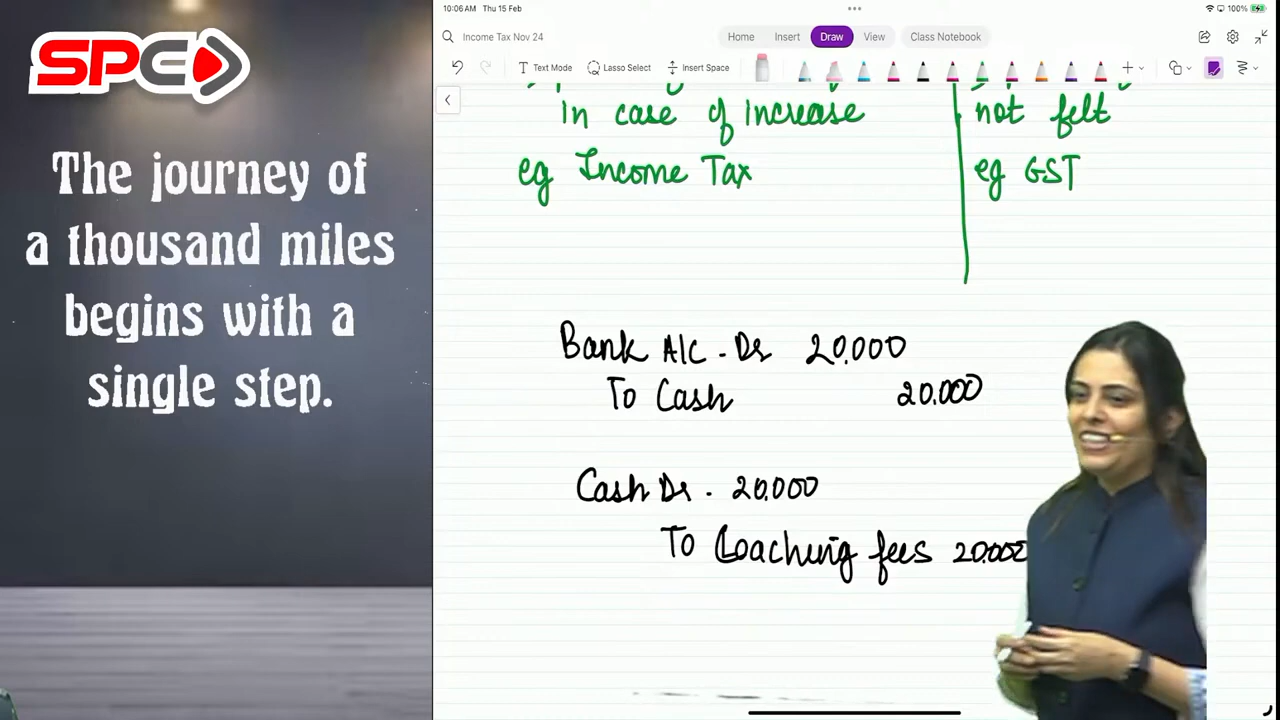 SPED
The journey of
a thousand miles
begins with a
single step.
10:06 AM Thu 15 Feb
100%
Income Tax Nov 24
Home
Insert
Draw
View
Class Notebook
Text Mode
Lasso Select
Insert Space
In case of increase
not felt
eg Income Tax
eg GST
Bank A/C - Dr 20,000
To Cash 20,000
Cash Dr - 20,000
To Coaching fees 20,000